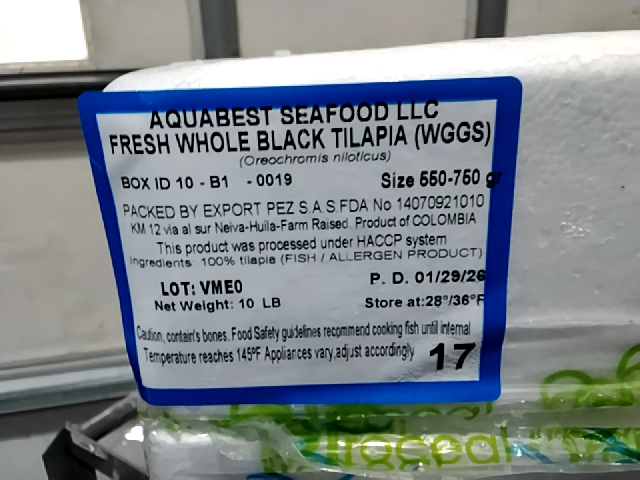 AQUABEST SEAFOOD LLC
FRESH WHOLE BLACK TILAPIA (WGGS)
(Oreochromis niloticus)
BOX ID 10 - B1 - 0019 Size 550-750 gr
PACKED BY EXPORT PEZ S.A.S.FDA No 14070921010
KM 12 via al sur Neiva-Huila-Farm Raised. Product of COLOMBIA
This product was processed under HACCP system
Ingredients: 100% tilapia (FISH / ALLERGEN PRODUCT)
LOT: VME0 P. D. 01/29/26
Net Weight: 10 LB Store at:28°/36°F
Caution, contain's bones. Food Safety guidelines recommend cooking fish until internal
Temperature reaches 145ºF Appliances vary,adjust accordingly 17